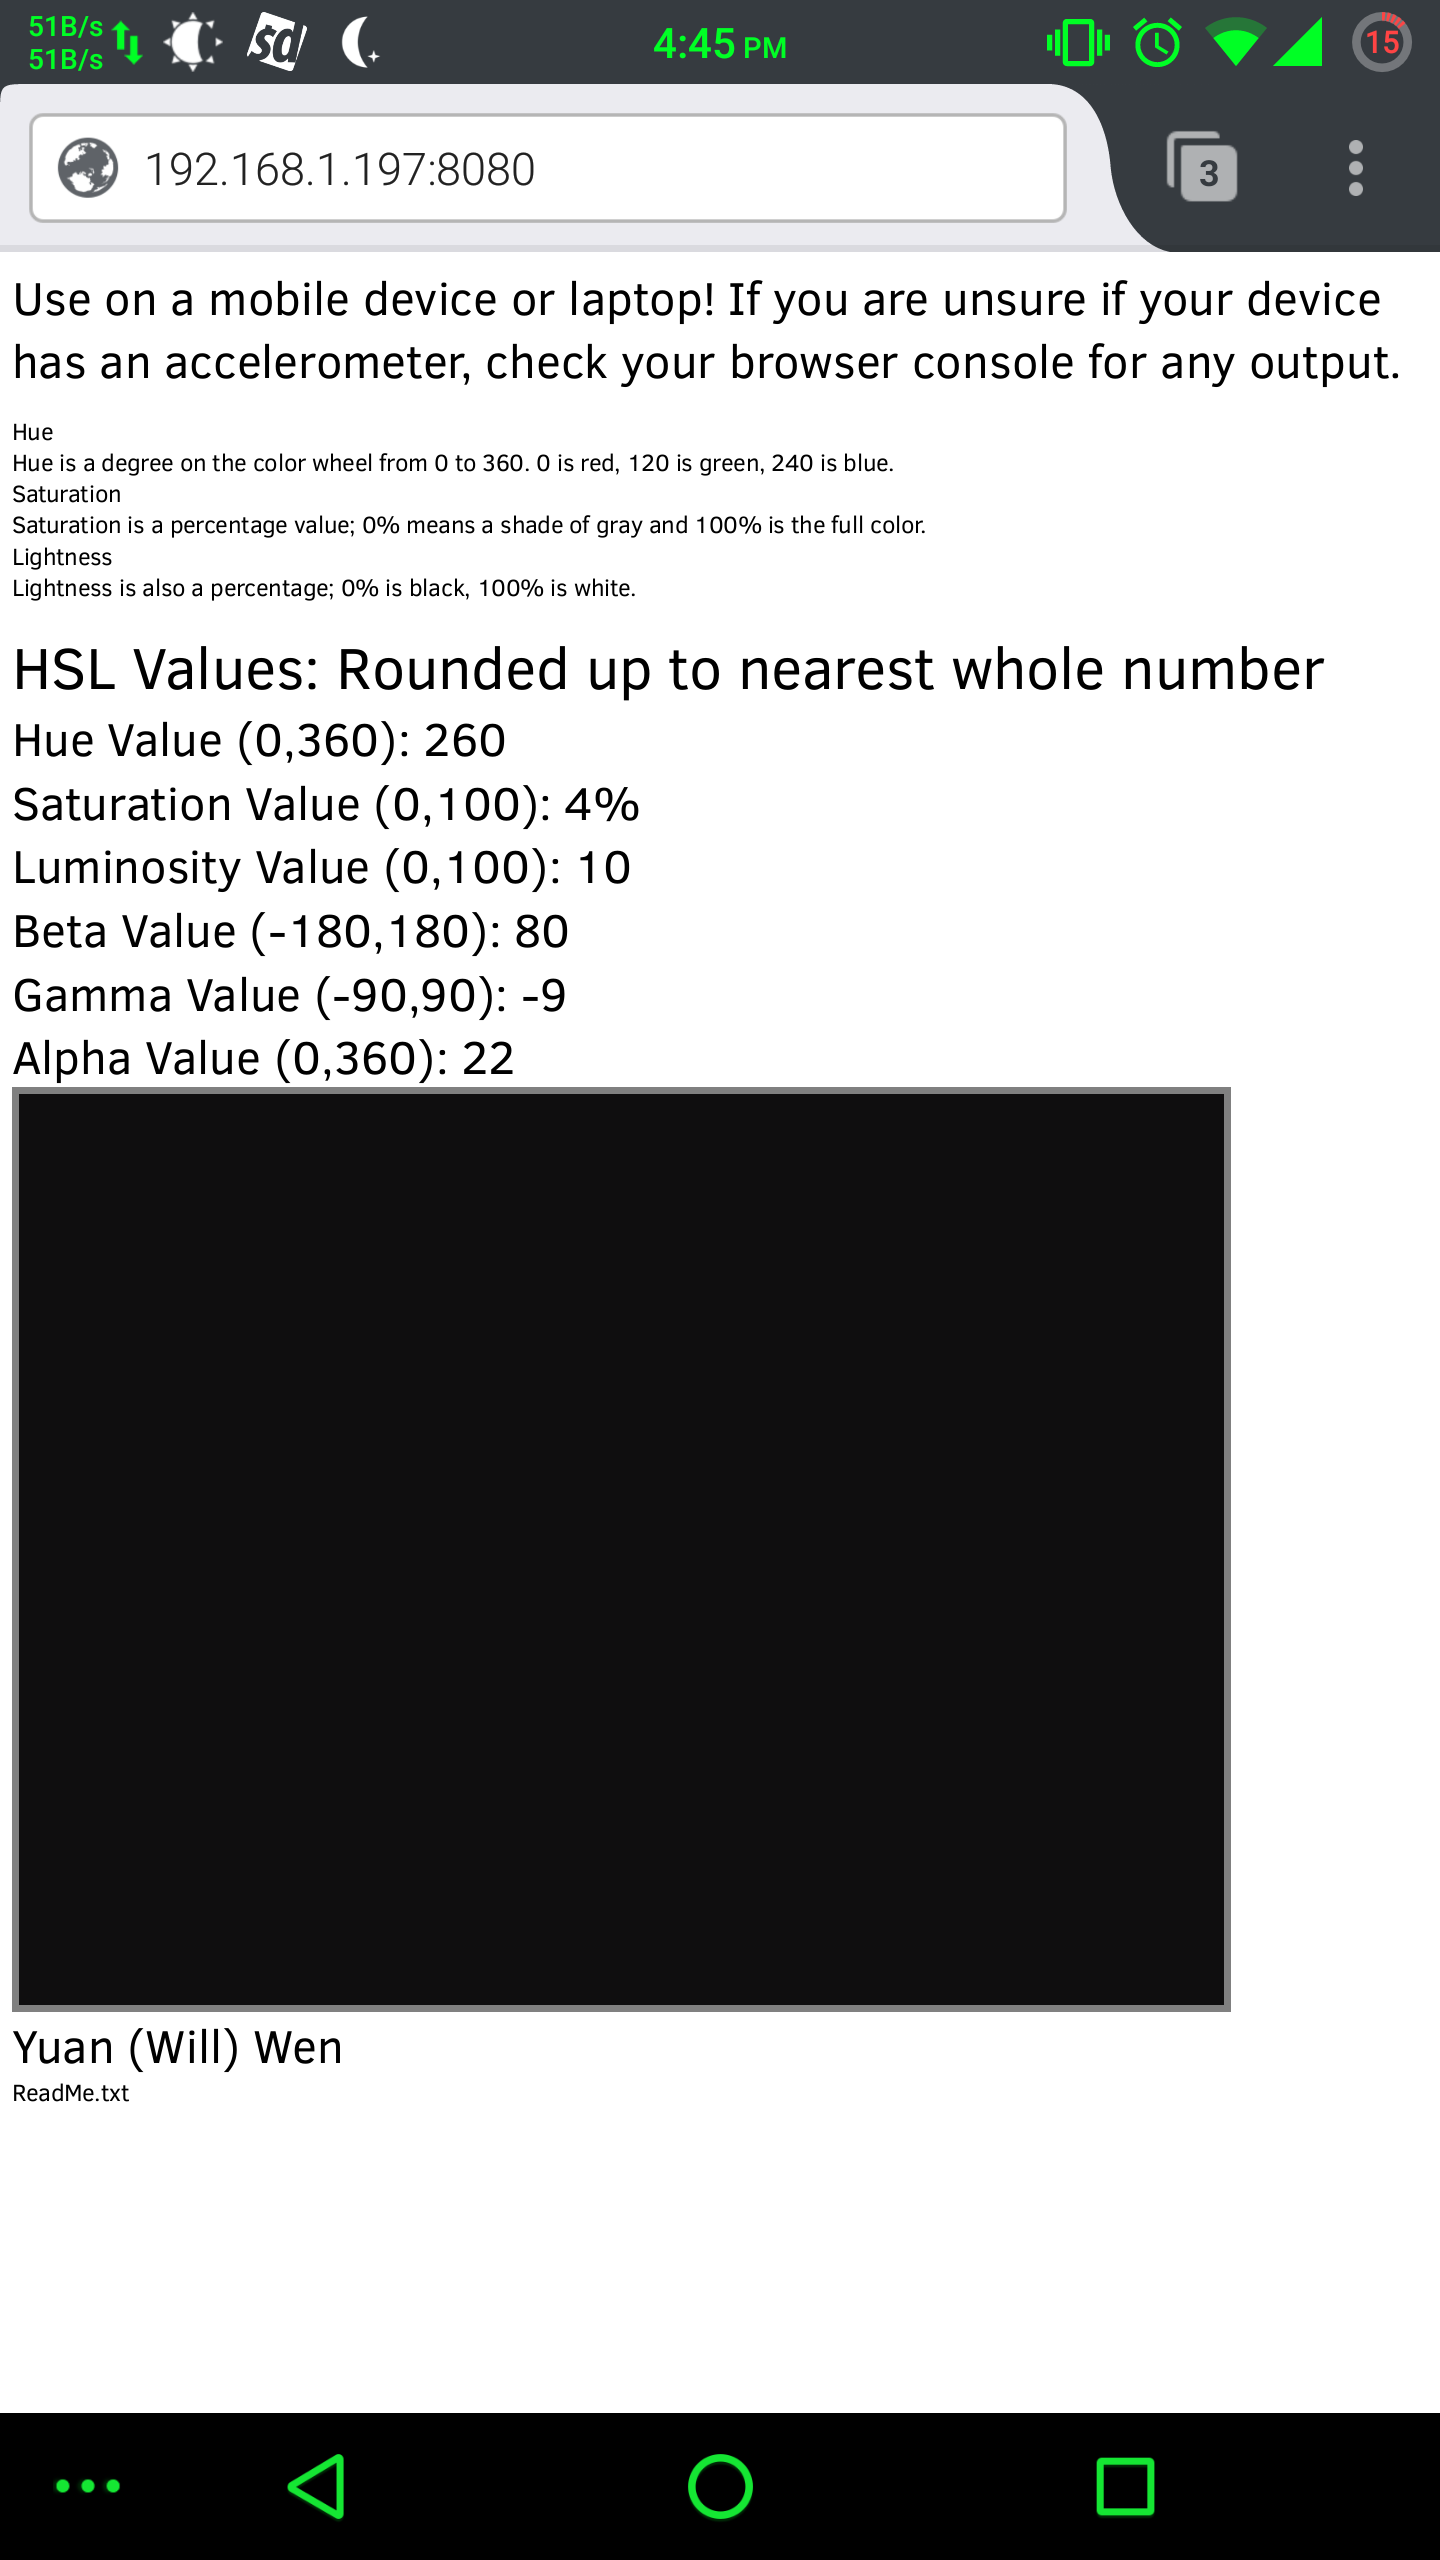 51B/s
51B/s
sd
4:45 PM
15
192.168.1.197:8080
3
Use on a mobile device or laptop! If you are unsure if your device
has an accelerometer, check your browser console for any output.
Hue
Hue is a degree on the color wheel from 0 to 360. 0 is red, 120 is green, 240 is blue.
Saturation
Saturation is a percentage value; 0% means a shade of gray and 100% is the full color.
Lightness
Lightness is also a percentage; 0% is black, 100% is white.
HSL Values: Rounded up to nearest whole number
Hue Value (0,360): 260
Saturation Value (0,100): 4%
Luminosity Value (0,100): 10
Beta Value (-180,180): 80
Gamma Value (-90,90): -9
Alpha Value (0,360): 22
Yuan (Will) Wen
ReadMe.txt